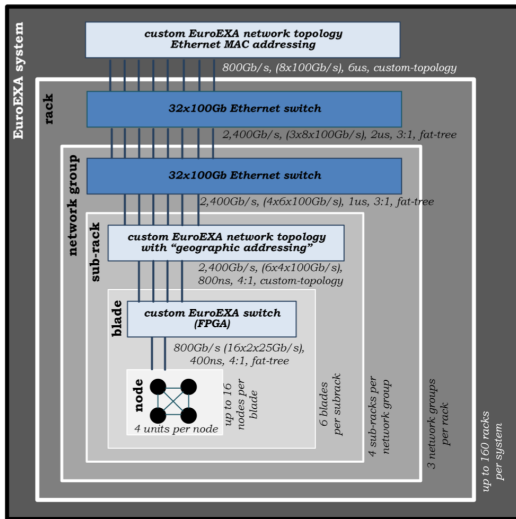 EuroEXA system
custom EuroEXA network topology
Ethernet MAC addressing
800Gb/s, (8x100Gb/s), 6us, custom-topology
rack
32x100Gb Ethernet switch
2,400Gb/s, (3x8x100Gb/s), 2us, 3:1, fat-tree
network group
32x100Gb Ethernet switch
2,400Gb/s, (4x6x100Gb/s), 1us, 3:1, fat-tree
sub-rack
custom EuroEXA network topology
with "geographic addressing"
2,400Gb/s, (6x4x100Gb/s),
800ns, 4:1, custom-topology
blade
custom EuroEXA switch
(FPGA)
800Gb/s (16x2x25Gb/s),
400ns, 4:1, fat-tree
node
4 units per node
up to 16
nodes per
blade
6 blades
per subrack
4 sub-racks per
network group
3 network groups
per rack
up to 160 racks
per system